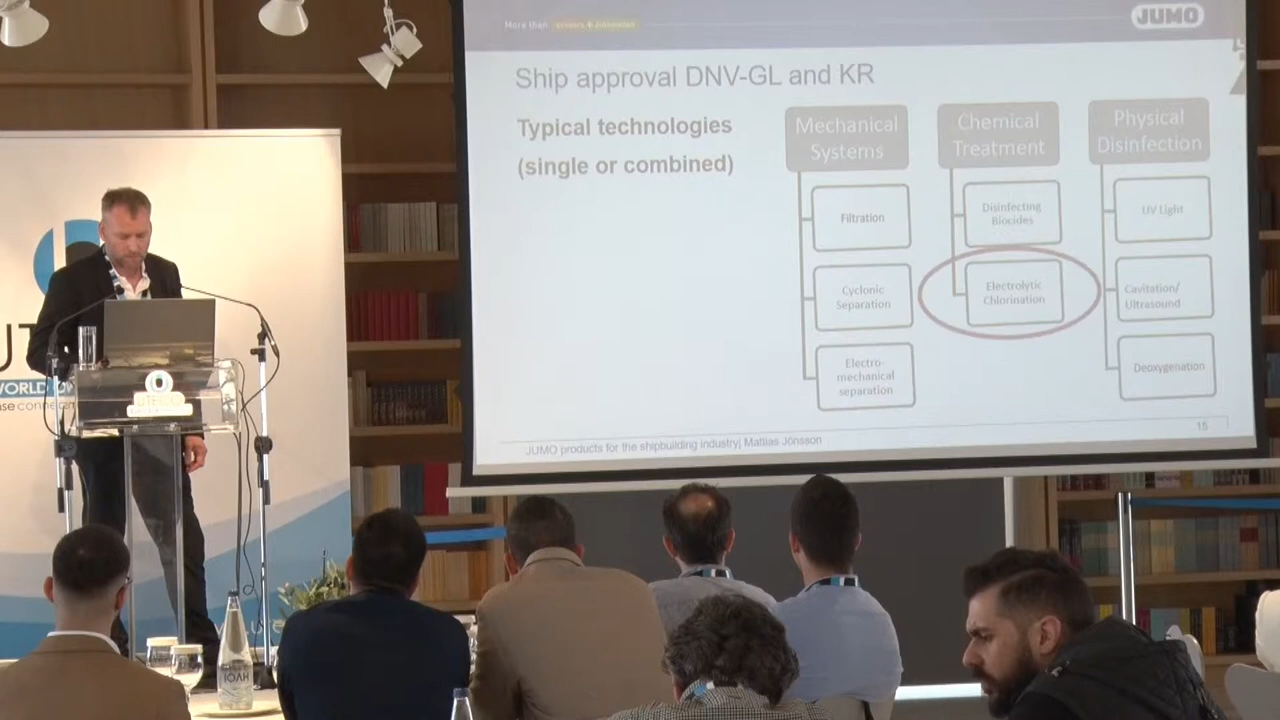 More than
JUMO
Ship approval DNV-GL and KR
Typical technologies
(single or combined)
Mechanical
Systems
Filtration
Cyclonic
Separation
Electro-
mechanical
separation
Chemical
Treatment
Disinfecting
Biocides
Electrolytic
Chlorination
Physical
Disinfection
UV Light
Cavitation/
Ultrasound
Deoxygenation
JUMO products for the shipbuilding industry| Mattias Jönsson
15
UTECO
WORLD
ΙΟΛΗ